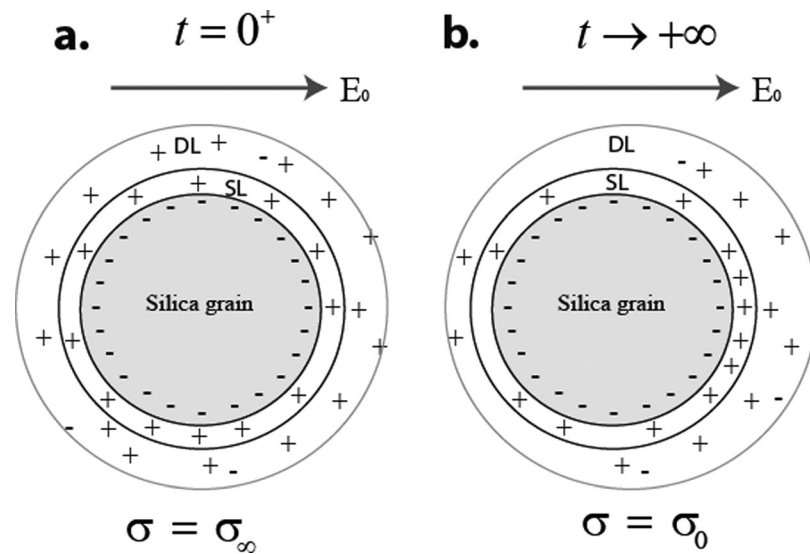 a.
t = 0⁺
E₀
DL
SL
Silica grain
σ = σ∞
b.
t → +∞
E₀
DL
SL
Silica grain
σ = σ₀